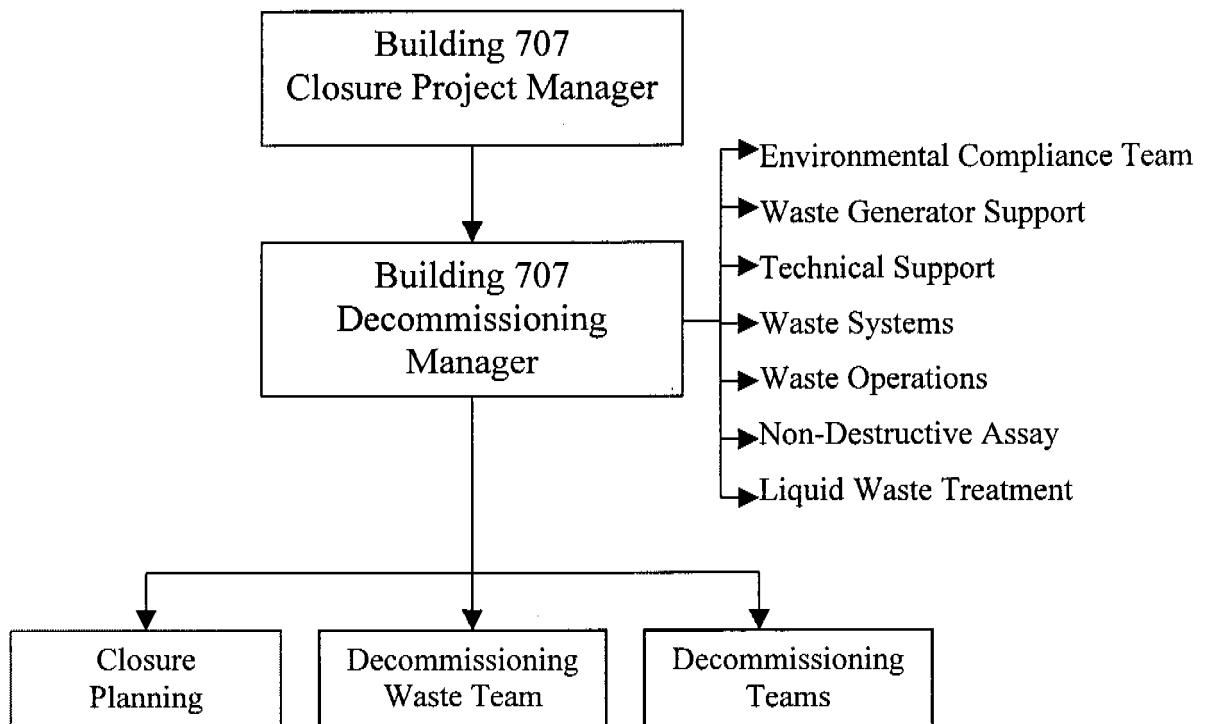 Building 707
Closure Project Manager
Environmental Compliance Team
Waste Generator Support
Building 707
Decommissioning
Manager
Technical Support
Waste Systems
Waste Operations
Non-Destructive Assay
Liquid Waste Treatment
Closure
Planning
Decommissioning
Waste Team
Decommissioning
Teams